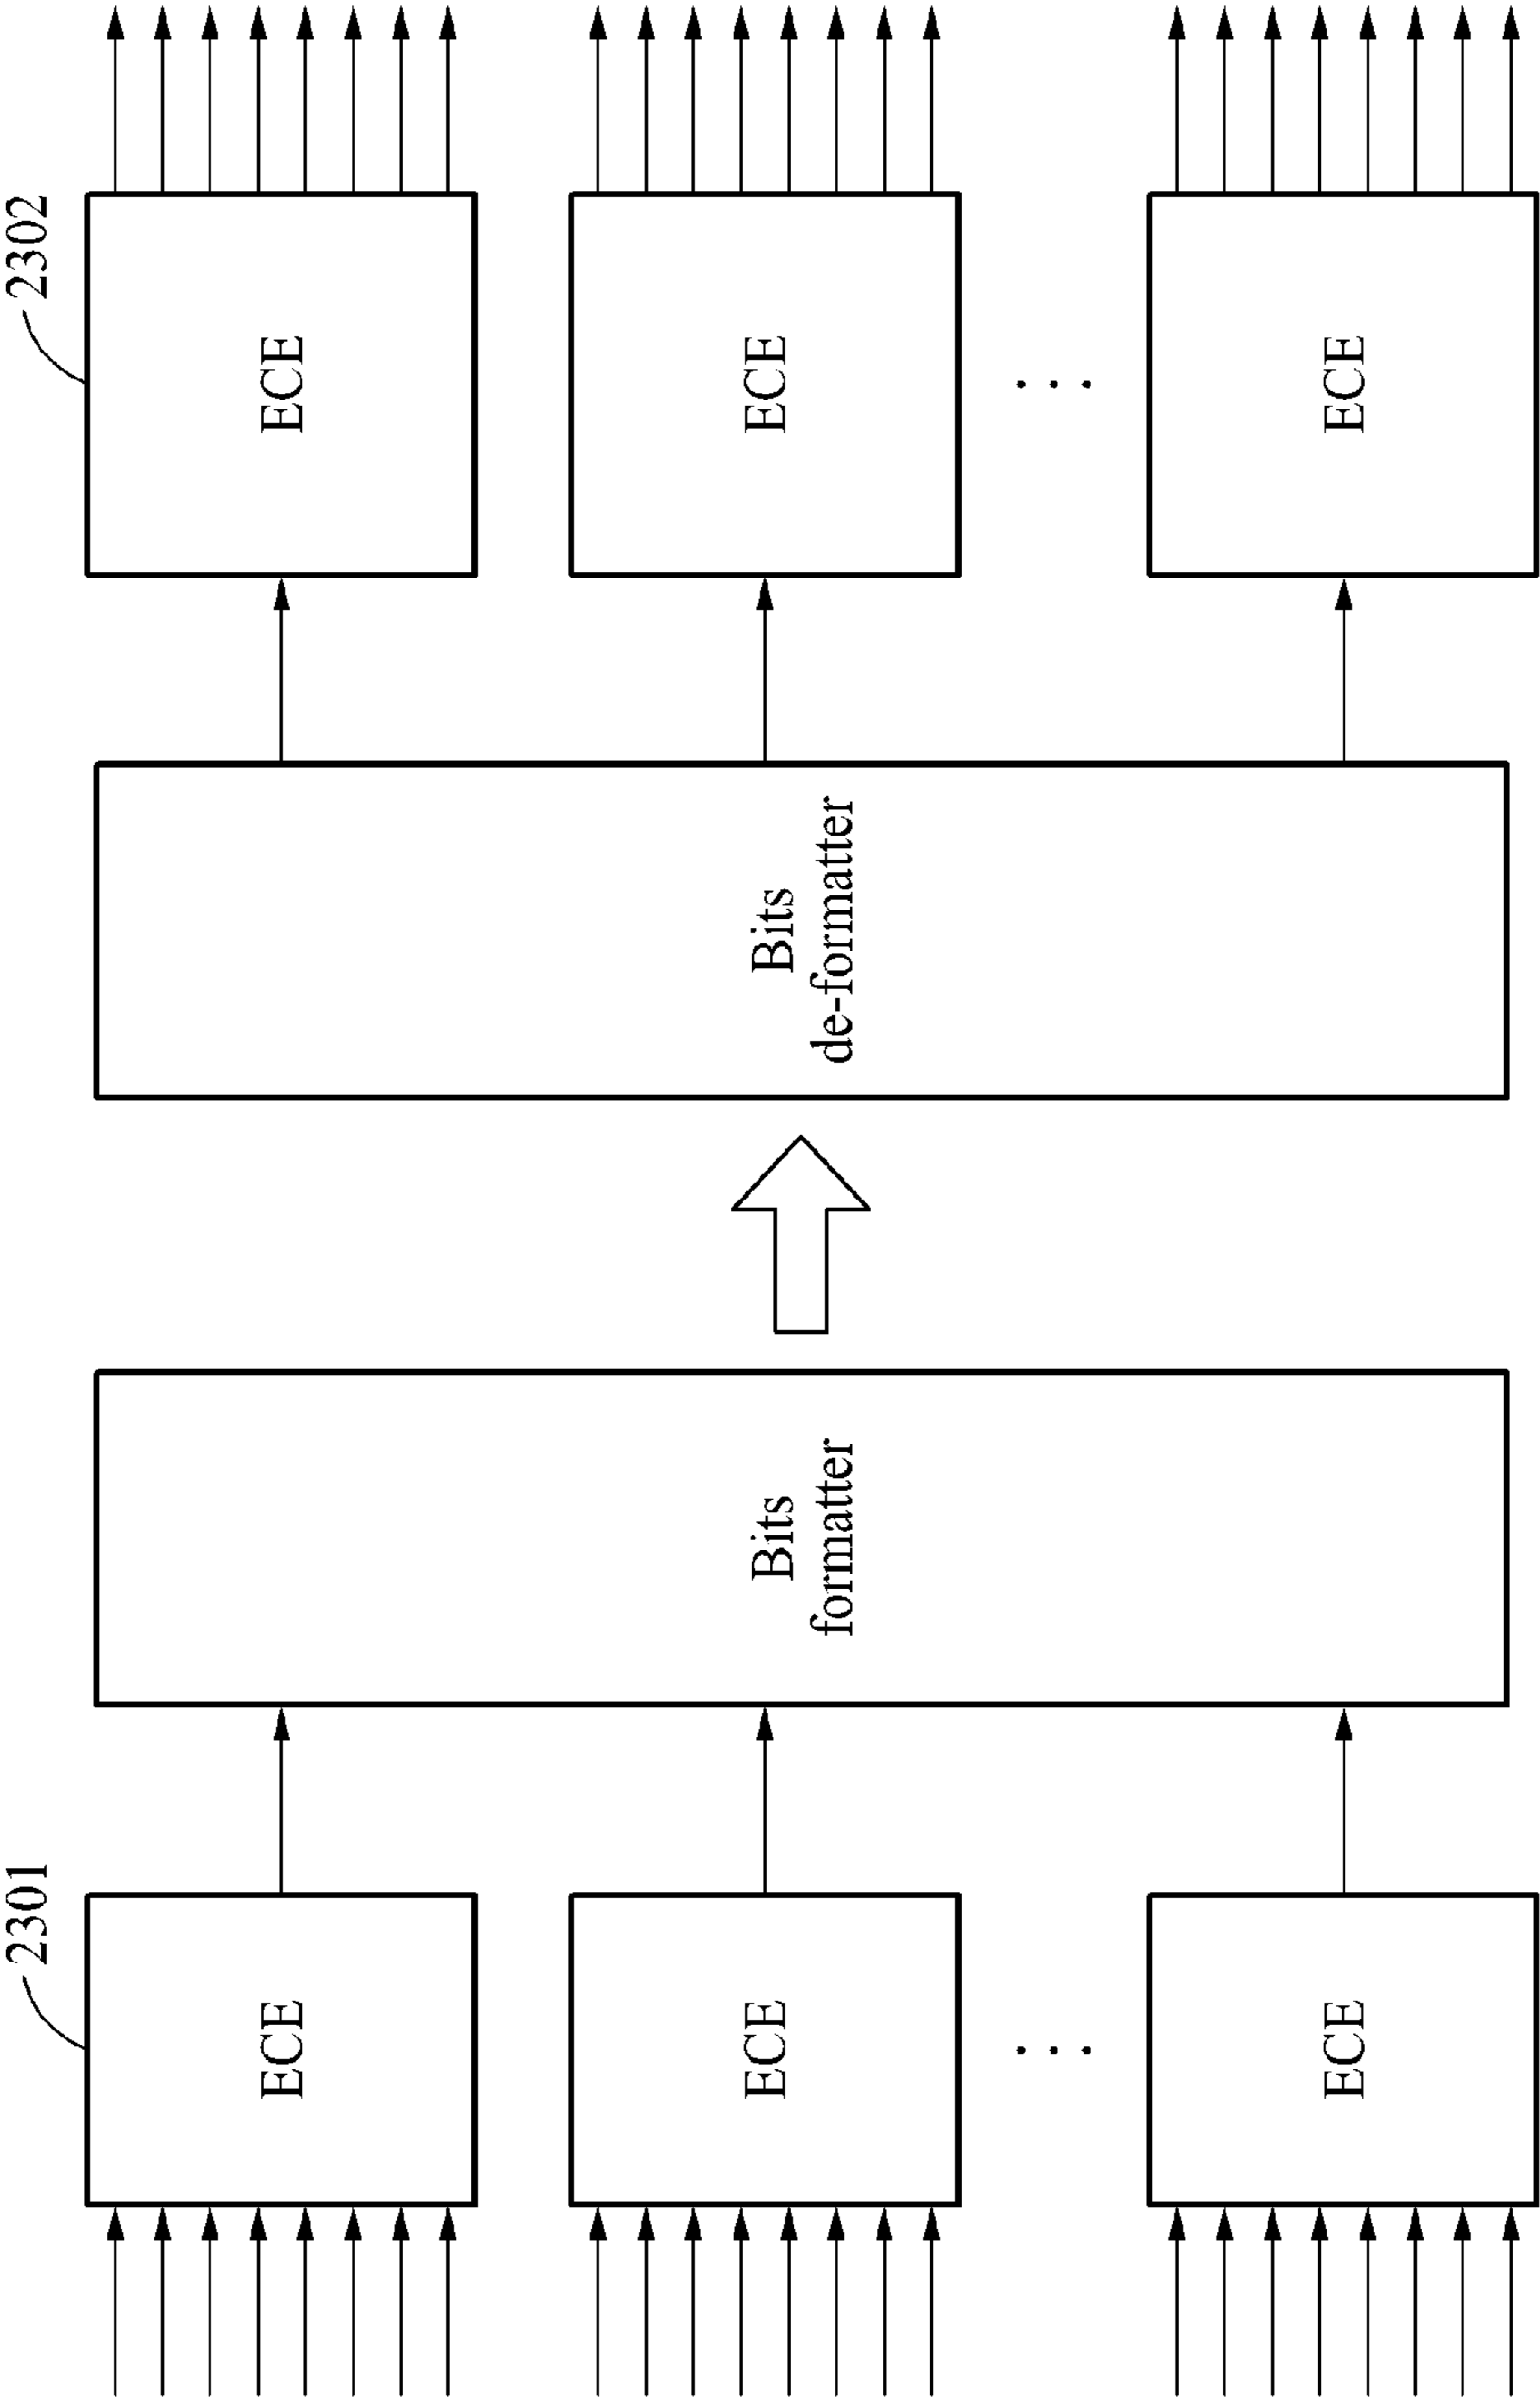 2301
ECE
ECE
. . .
ECE
Bits
formatter
Bits
de-formatter
2302
ECE
ECE
. . .
ECE